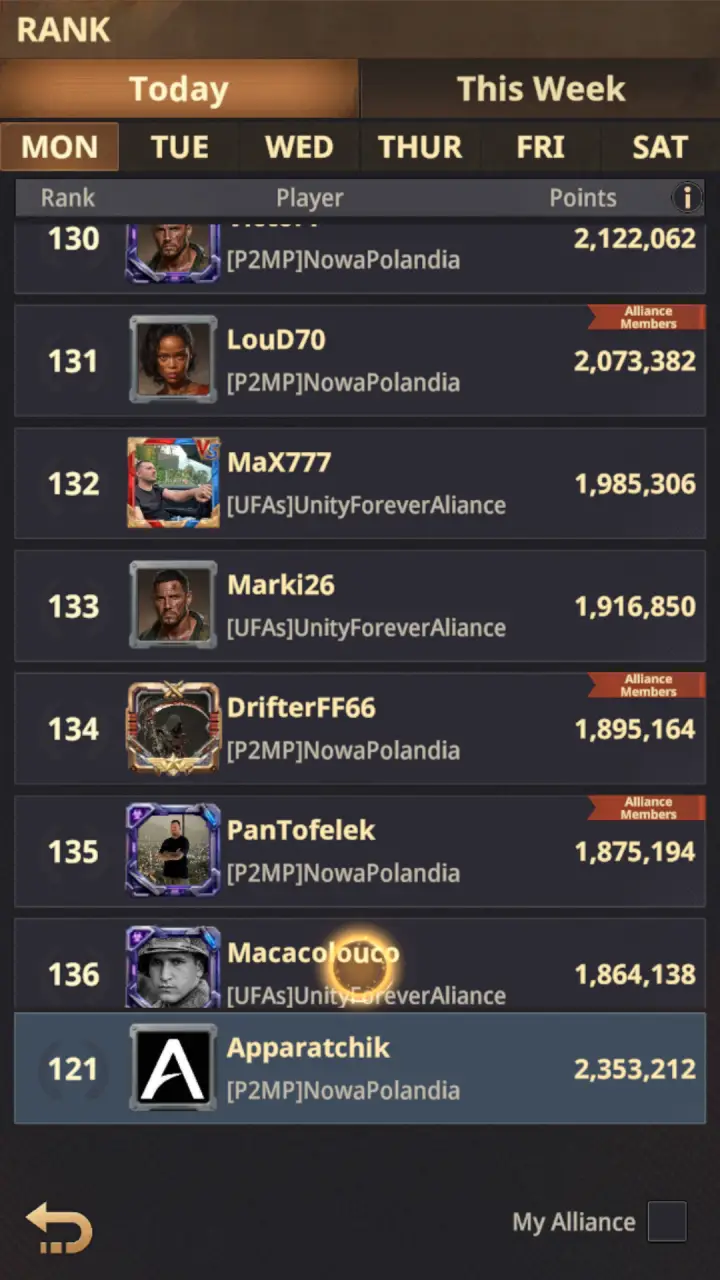 RANK
Today
This Week
MON
TUE
WED
THUR
FRI
SAT
Rank
Player
Points
130
[P2MP]NowaPolandia
2,122,062
Alliance
Members
131
LouD70
[P2MP]NowaPolandia
2,073,382
132
MaX777
[UFAs]UnityForeverAliance
1,985,306
133
Marki26
[UFAs]UnityForeverAliance
1,916,850
Alliance
Members
134
DrifterFF66
[P2MP]NowaPolandia
1,895,164
Alliance
Members
135
PanTofelek
[P2MP]NowaPolandia
1,875,194
136
Macacolouco
[UFAs]UnityForeverAliance
1,864,138
121
Apparatchik
[P2MP]NowaPolandia
2,353,212
My Alliance